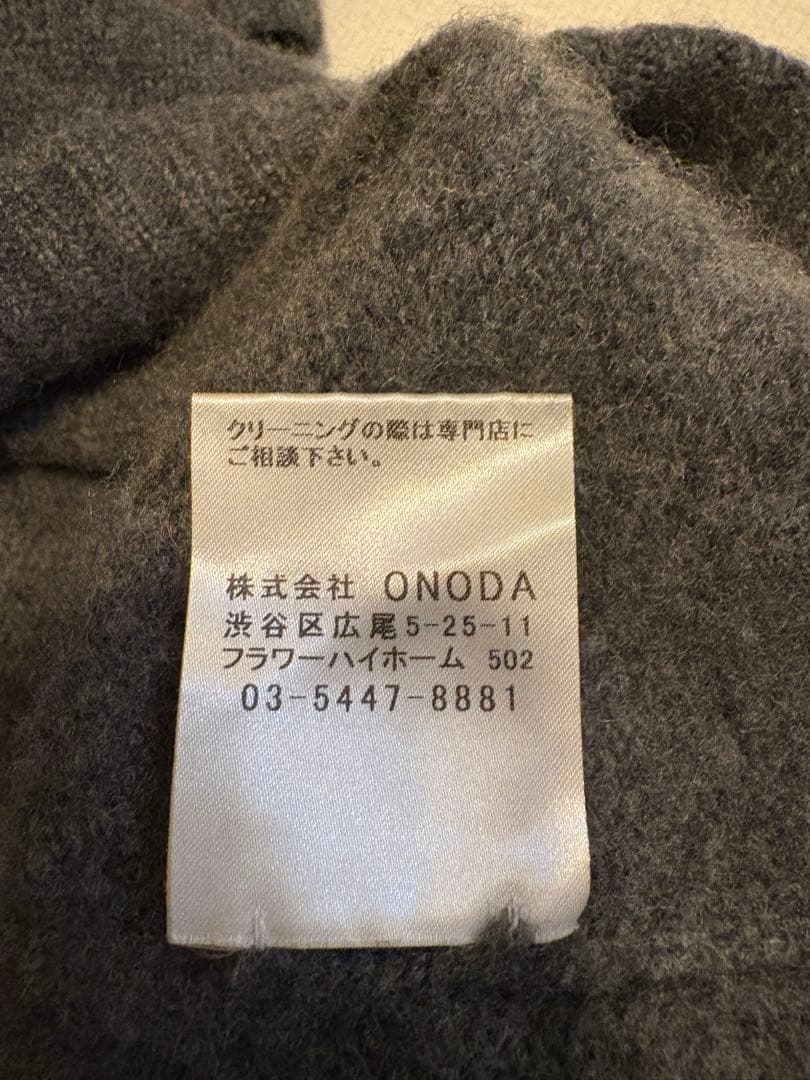 クリーニングの際は専門店に
ご相談下さい。
株式会社 ONODA
渋谷区広尾5-25-11
フラワーハイホーム 502
03-5447-8881